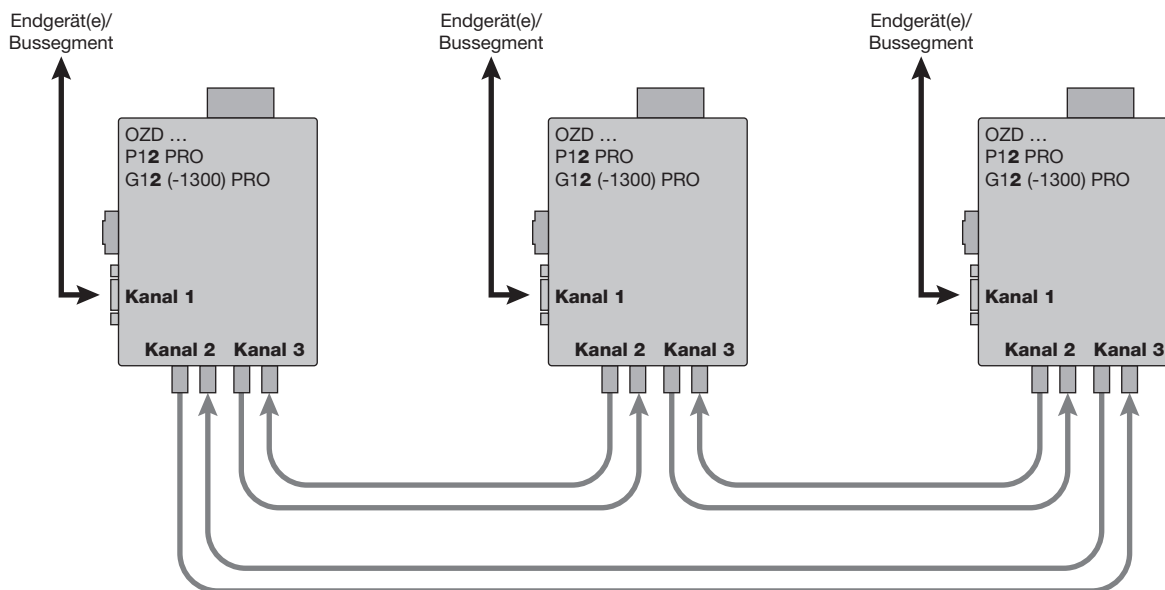 Endgerät(e)/
Bussegment
Endgerät(e)/
Bussegment
Endgerät(e)/
Bussegment
OZD ...
P12 PRO
G12 (-1300) PRO
Kanal 1
Kanal 2 Kanal 3
OZD ...
P12 PRO
G12 (-1300) PRO
Kanal 1
Kanal 2 Kanal 3
OZD ...
P12 PRO
G12 (-1300) PRO
Kanal 1
Kanal 2 Kanal 3